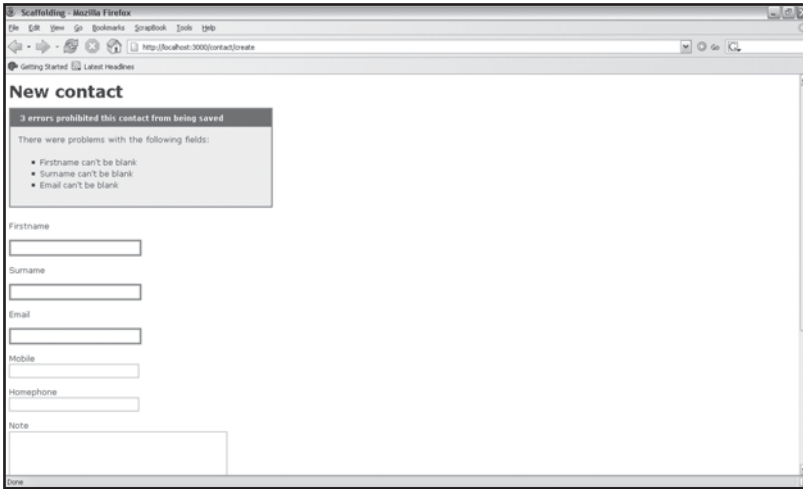 Scaffolding - Mozilla Firefox
File Edit View Go Bookmarks ScrapBook Tools Help
http://localhost:3000/contact/create Go
Getting Started Latest Headlines
New contact
3 errors prohibited this contact from being saved
There were problems with the following fields:
Firstname can't be blank
Surname can't be blank
Email can't be blank
Firstname
Surname
Email
Mobile
Homephone
Note
Done